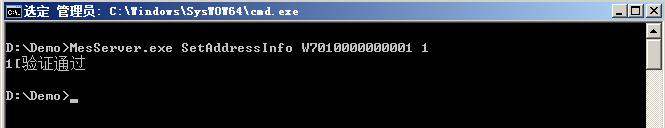 选定 管理员: C:\Windows\SysWOW64\cmd.exe
D:\Demo>MesServer.exe SetAddressInfo W7010000000001 1
1[验证通过
D:\Demo>_